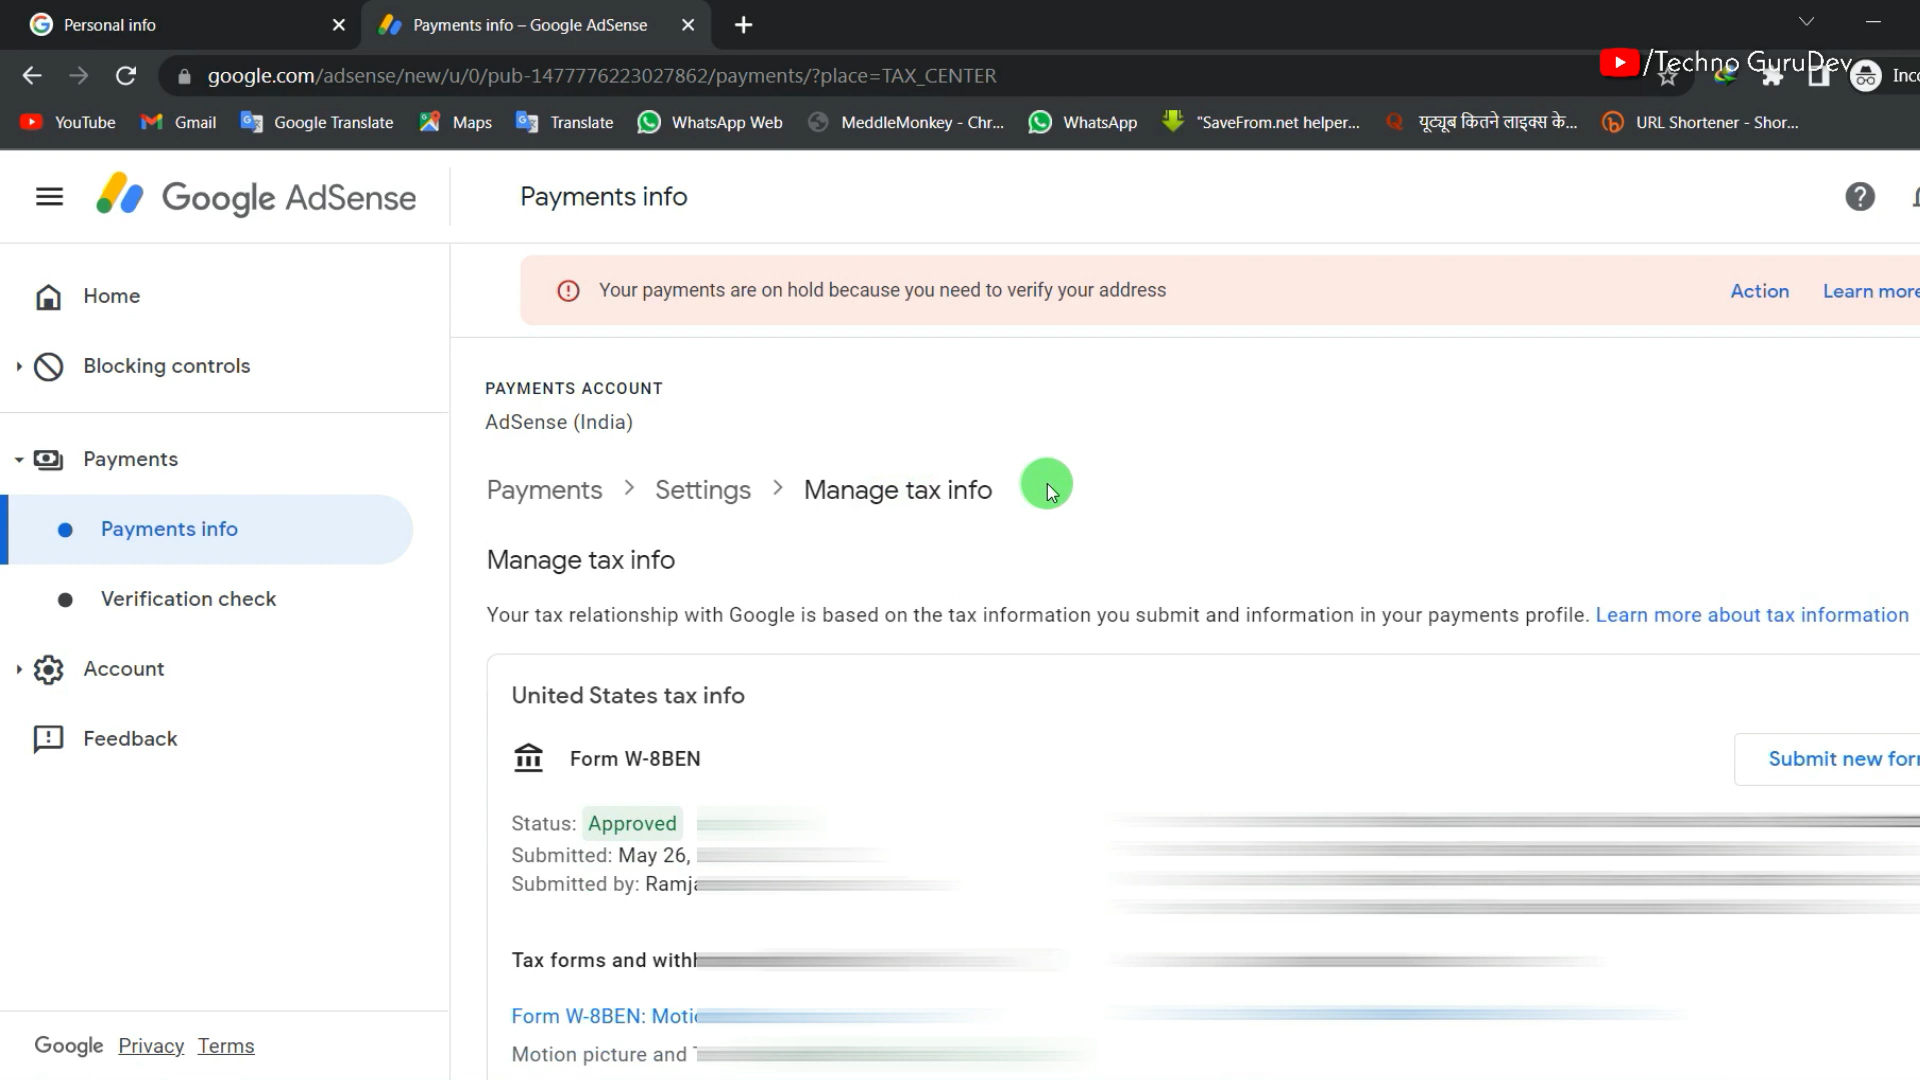 Personal info
Payments info – Google AdSense
google.com/adsense/new/u/0/pub-1477776223027862/payments/?place=TAX_CENTER
/Techno GuruDev
YouTube Gmail Google Translate Maps Translate WhatsApp Web MeddleMonkey - Chr... WhatsApp "SaveFrom.net helper... यूट्यूब कितने लाइक्स के... URL Shortener - Shor...
Google AdSense
Payments info
Home
Blocking controls
Payments
Payments info
Verification check
Account
Feedback
Google Privacy Terms
Your payments are on hold because you need to verify your address
Action Learn more
PAYMENTS ACCOUNT
AdSense (India)
Payments > Settings > Manage tax info
Manage tax info
Your tax relationship with Google is based on the tax information you submit and information in your payments profile. Learn more about tax information
United States tax info
Form W-8BEN
Submit new
Status: Approved
Submitted: May 26,
Submitted by:
Tax forms and
Form W-8BEN:
Motion picture and